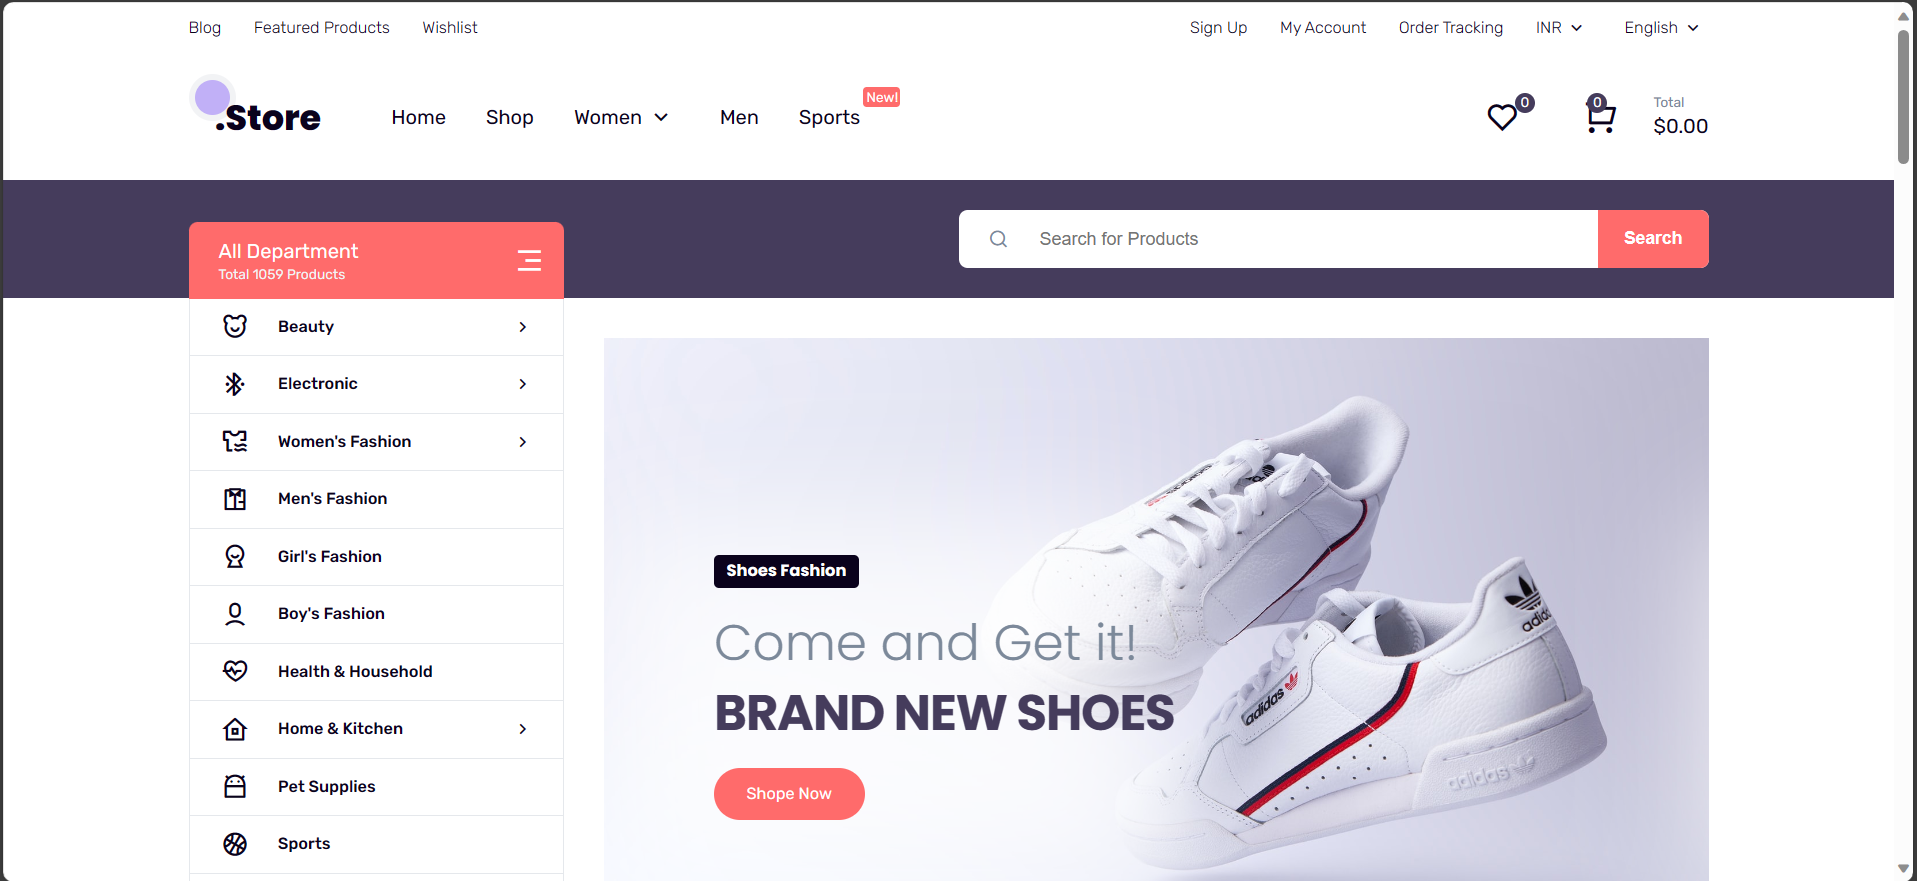 Blog Featured Products Wishlist Sign Up My Account Order Tracking INR English
.Store Home Shop Women Men Sports New! 0 0 Total
$0.00
All Department
Total 1059 Products
Search for Products Search
Beauty
Electronic
Women's Fashion
Men's Fashion
Girl's Fashion
Boy's Fashion
Health & Household
Home & Kitchen
Pet Supplies
Sports
Shoes Fashion
Come and Get it!
BRAND NEW SHOES
Shope Now
adidas
adidas